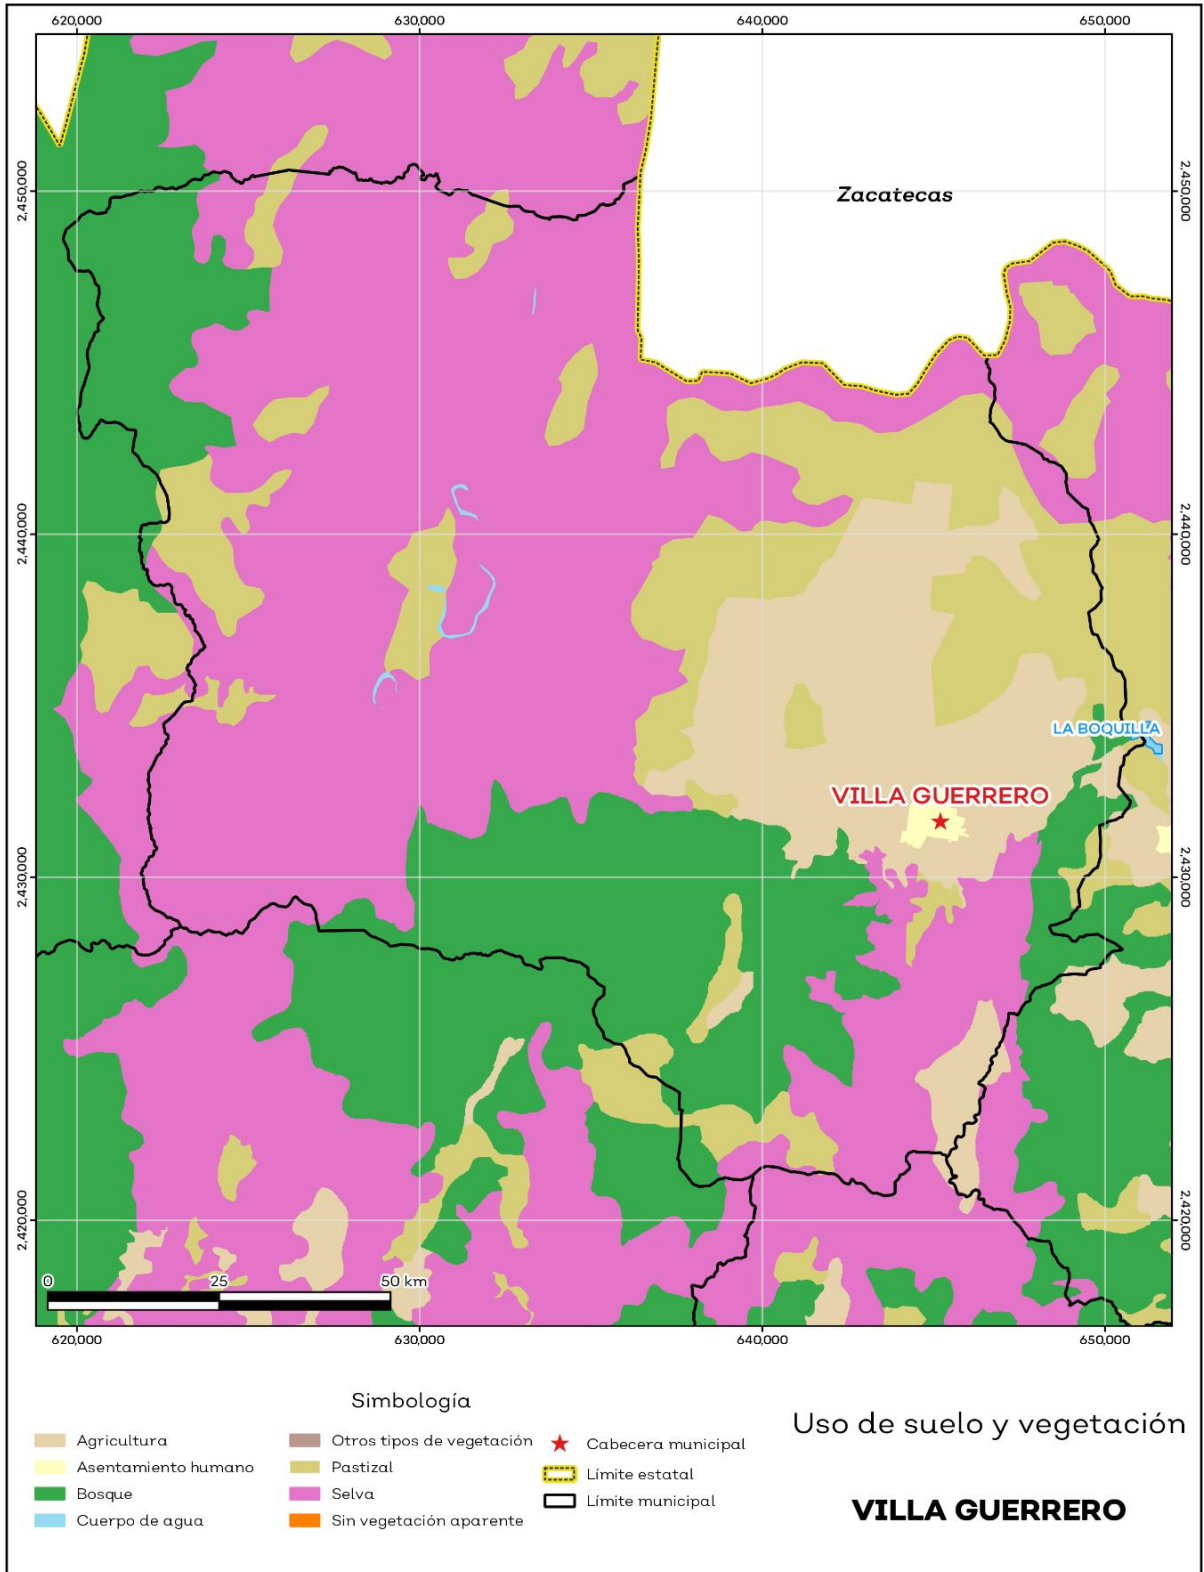 620,000 630,000 640,000 650,000
2,450,000 2,450,000
Zacatecas
2,440,000 2,440,000
LA BOQUILLA
VILLA GUERRERO
2,430,000 2,430,000
2,420,000 2,420,000
0 25 50 km
620,000 630,000 640,000 650,000
Simbología
Agricultura
Asentamiento humano
Bosque
Cuerpo de agua
Otros tipos de vegetación
Pastizal
Selva
Sin vegetación aparente
Cabecera municipal
Límite estatal
Límite municipal
Uso de suelo y vegetación
VILLA GUERRERO